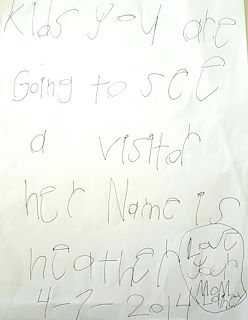 Kids you are
Going to see
a visitor
her Name is
heather
Love
your
Mom
4-7-2014